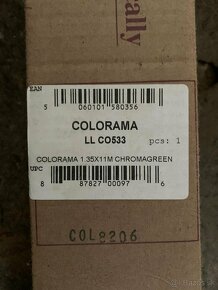 ally
EAN
5 060101 580356
COLORAMA
LL CO533 pcs: 1
COLORAMA 1.35X11M CHROMAGREEN
UPC
8 87827 00097 6
COL8206